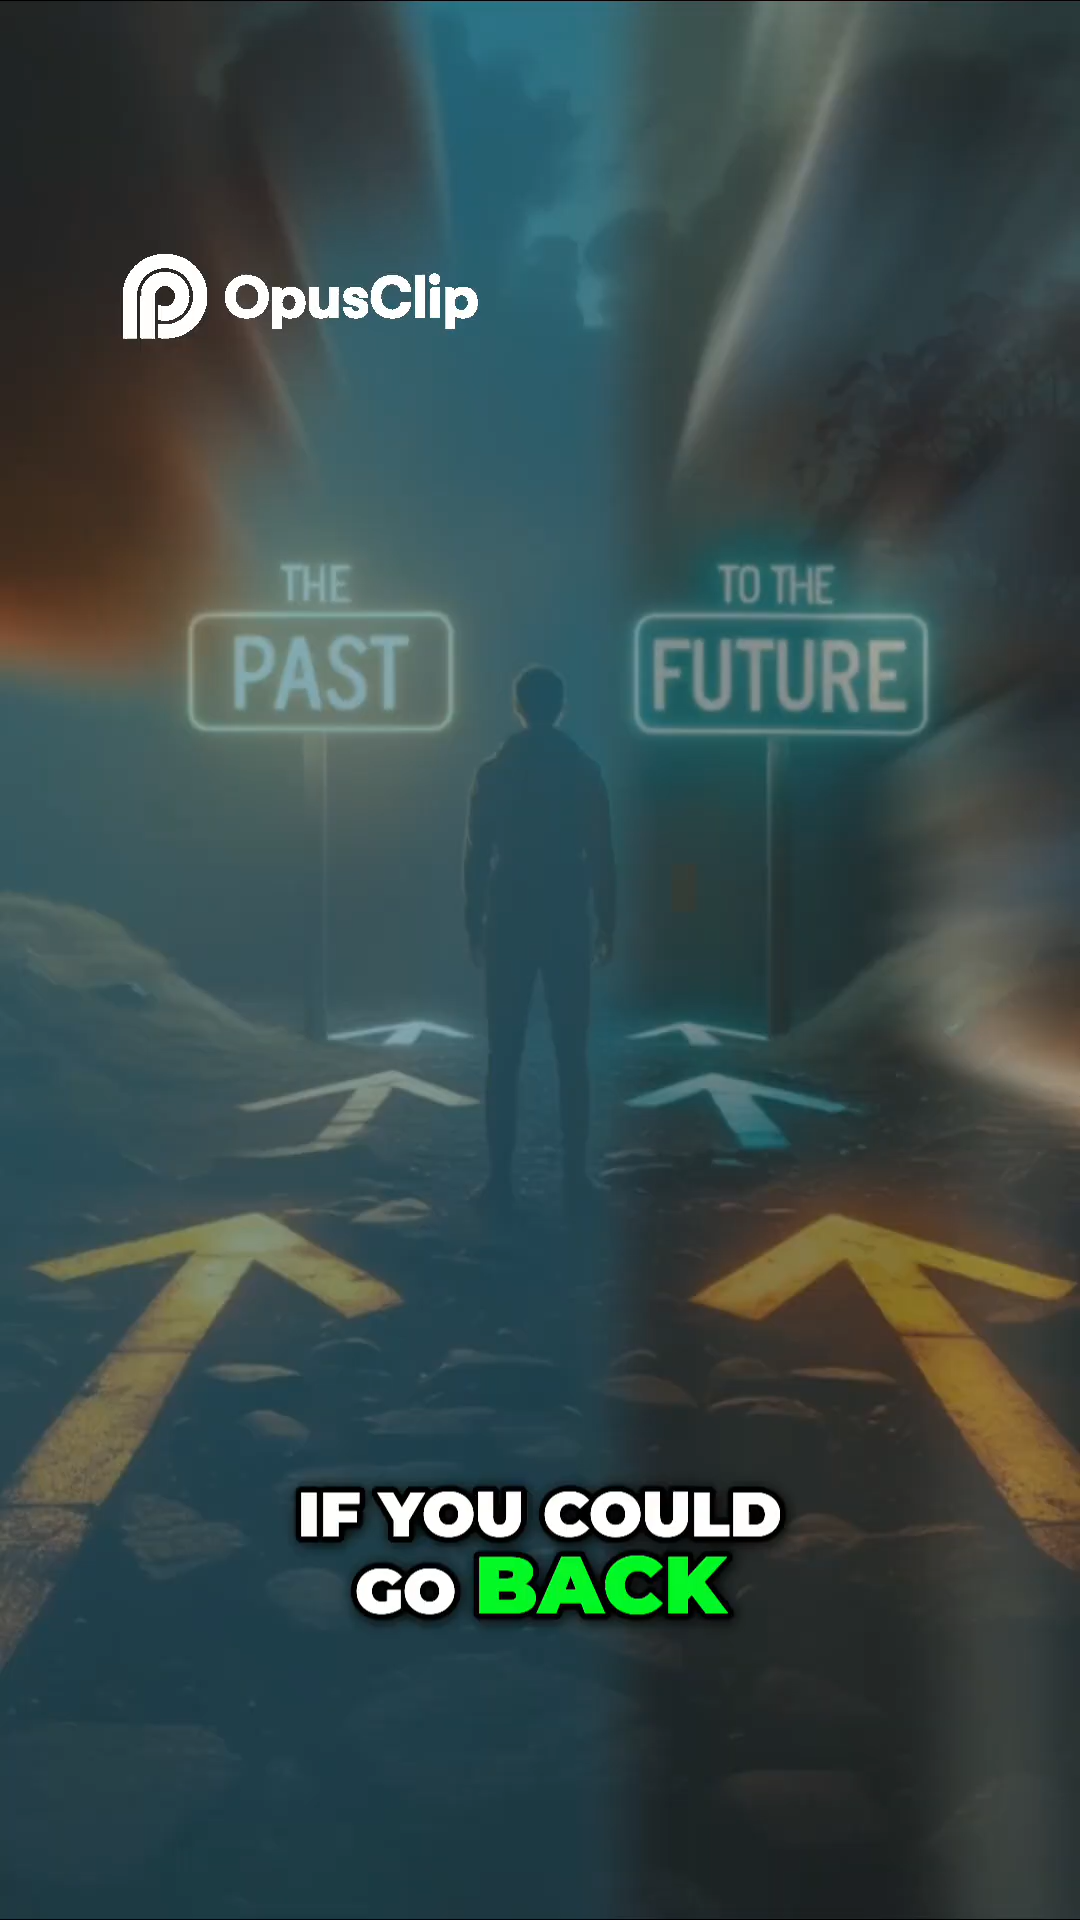 OpusClip
THE
PAST
TO THE
FUTURE
IF YOU COULD
GO BACK